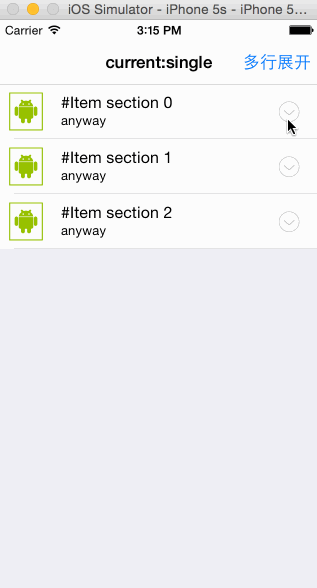 iOS Simulator - iPhone 5s - iPhone 5...
Carrier 3:15 PM
current:single 多行展开
#Item section 0
anyway
#Item section 1
anyway
#Item section 2
anyway